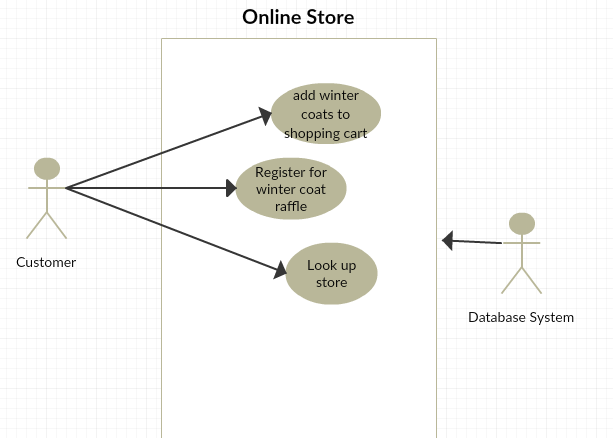 Online Store
add winter
coats to
shopping cart
Register for
winter coat
raffle
Look up
store
Customer
Database System